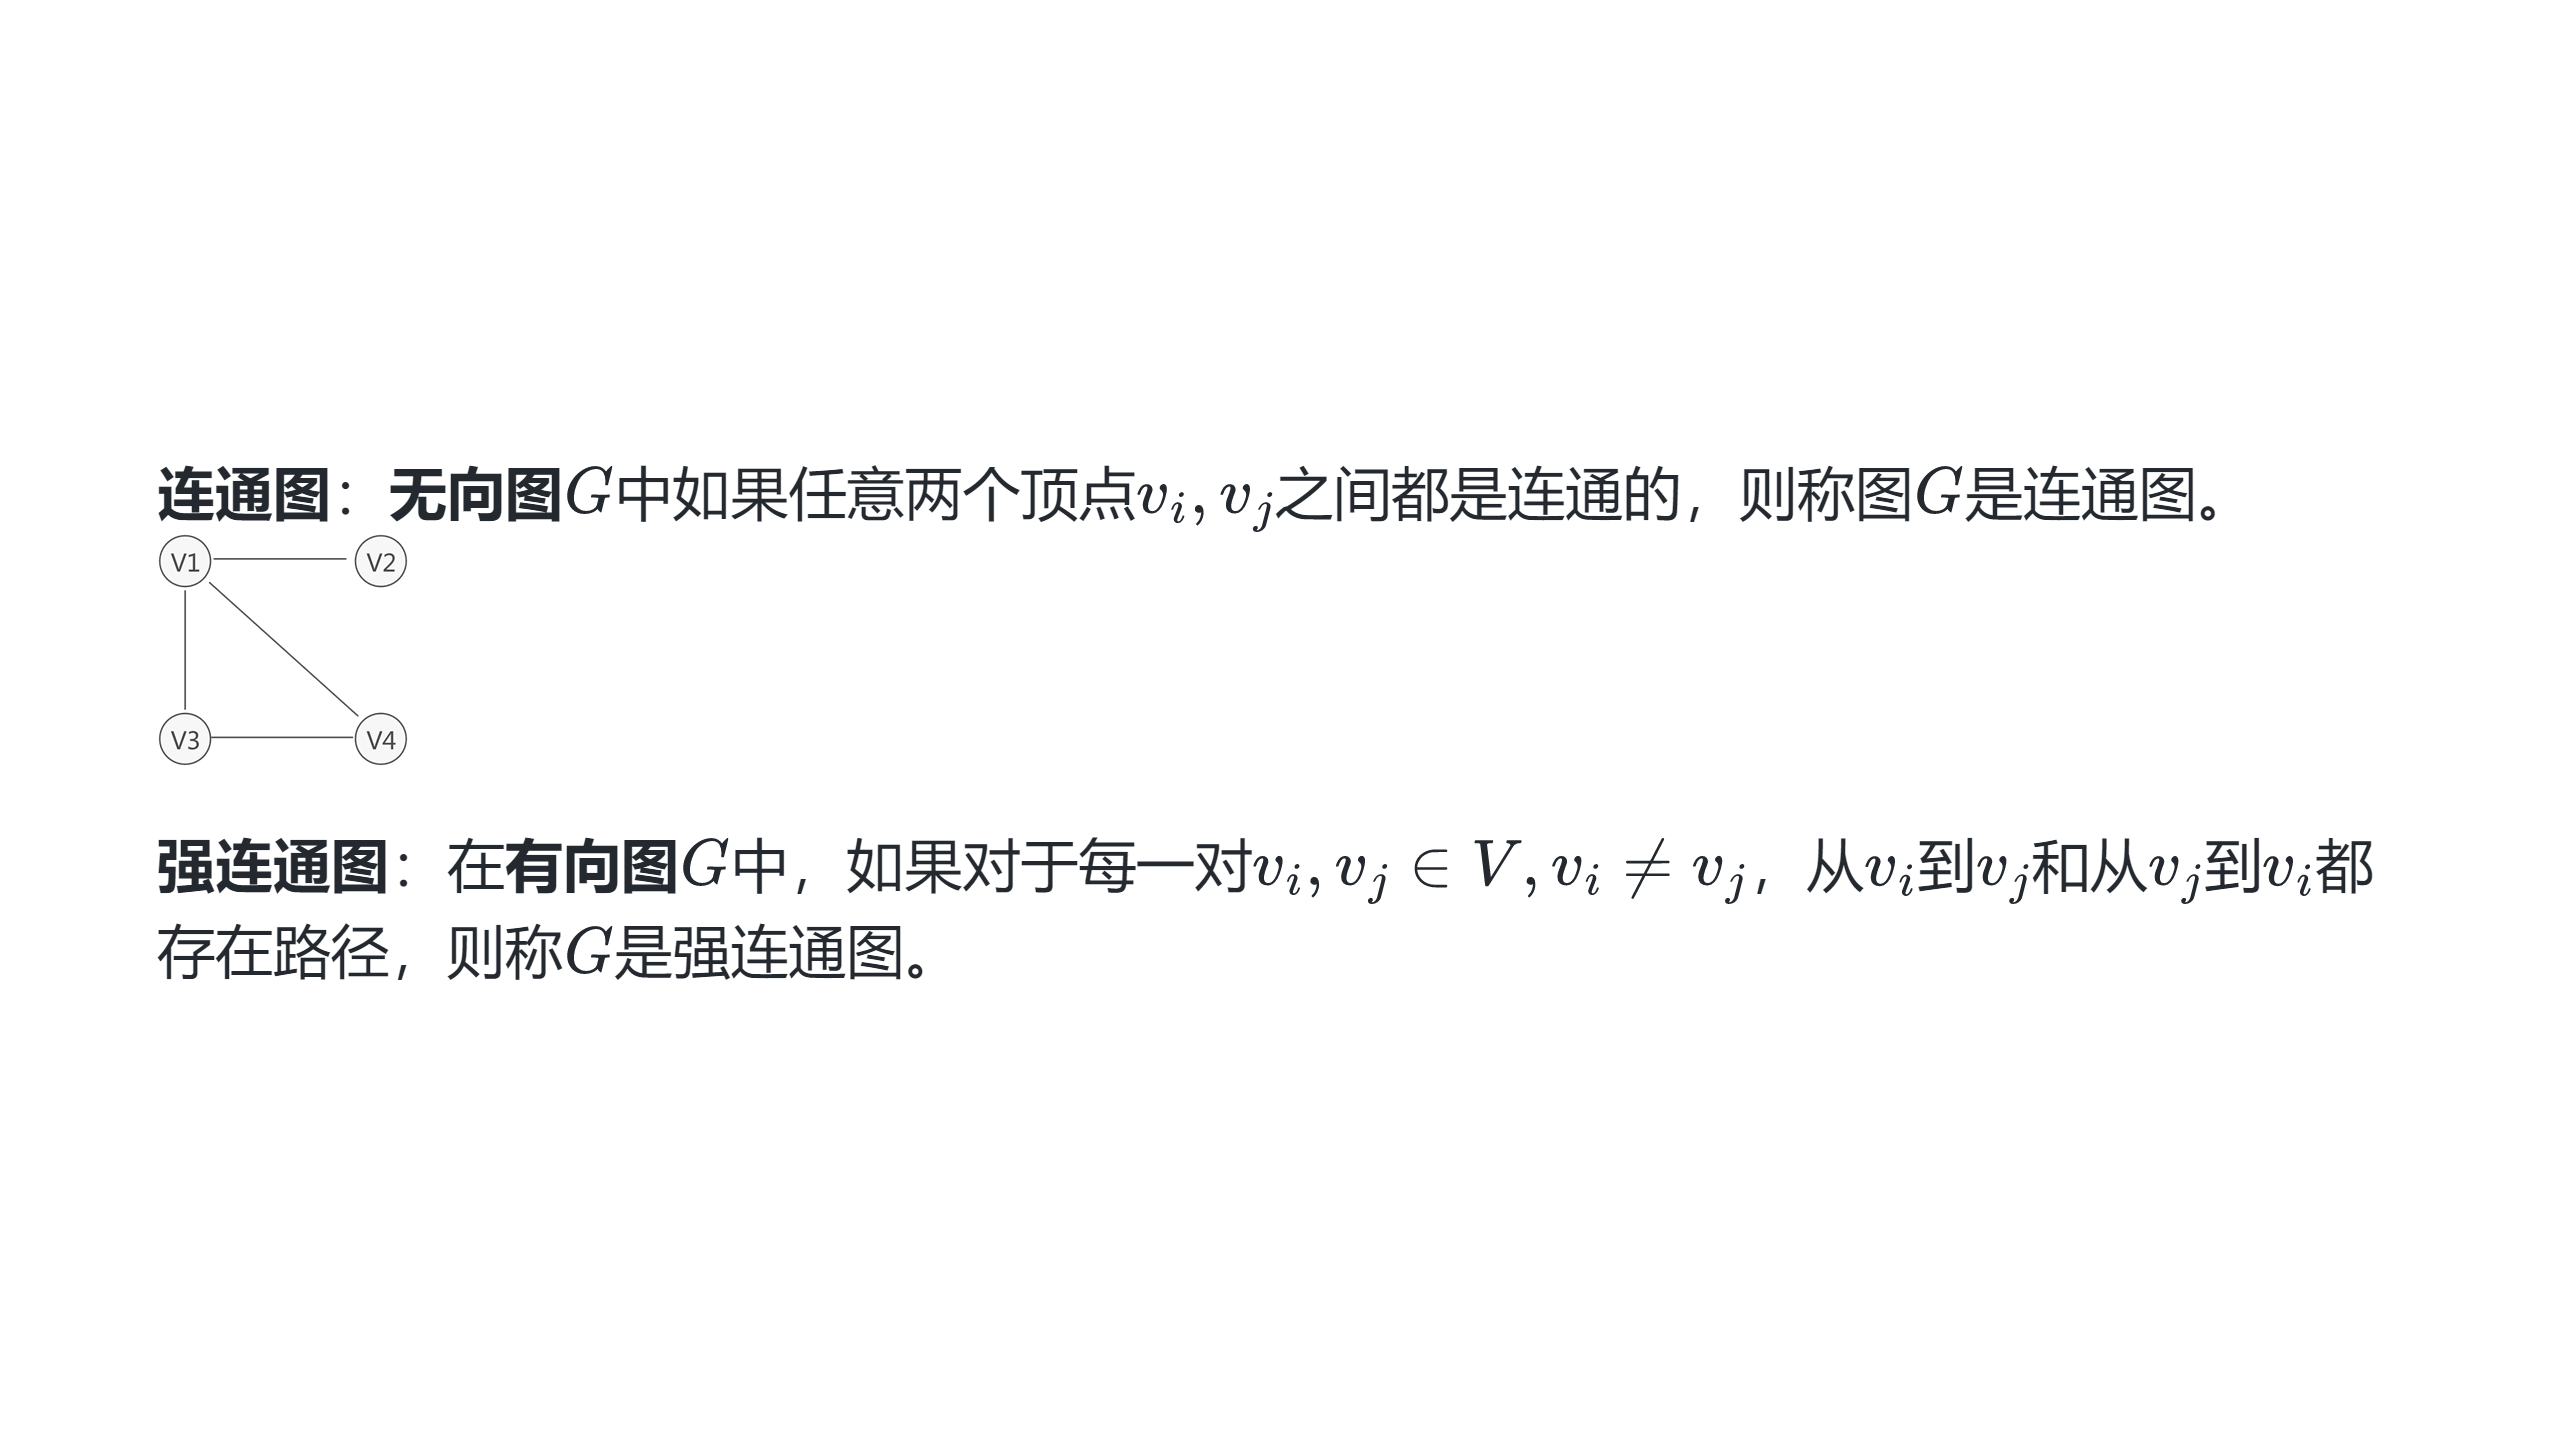 连通图：无向图G中如果任意两个顶点v_i, v_j之间都是连通的，则称图G是连通图。
V1 V2
V3 V4
强连通图：在有向图G中，如果对于每一对v_i, v_j ∈ V, v_i ≠ v_j，从v_i到v_j和从v_j到v_i都
存在路径，则称G是强连通图。